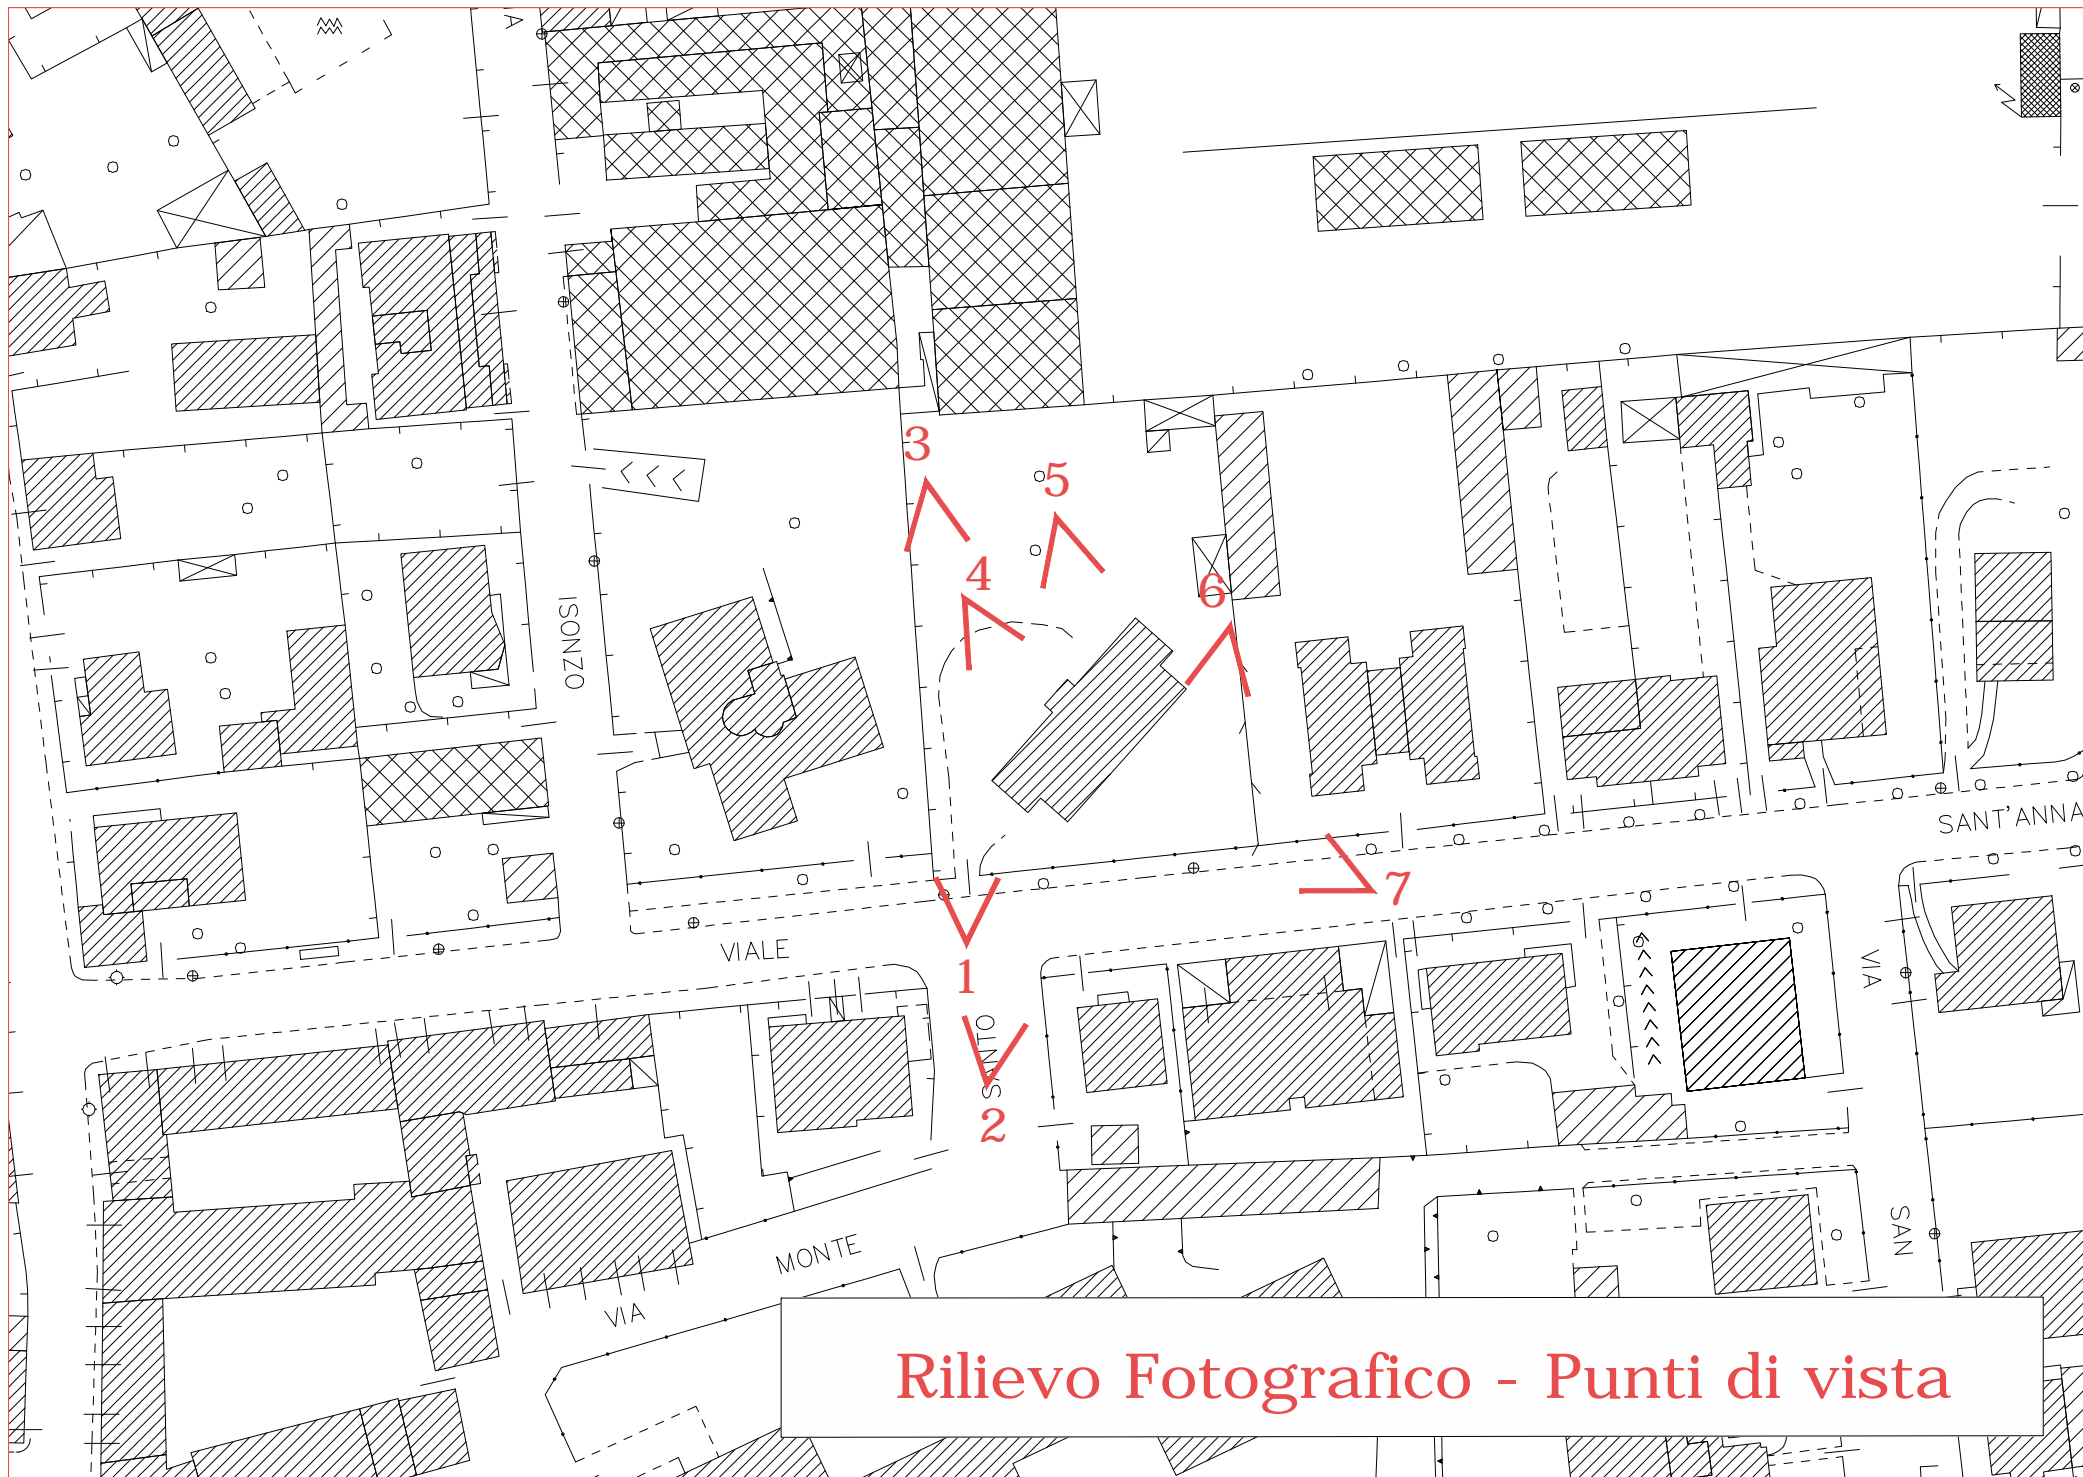 IA
3
5
4
6
ISONZO
SANT'ANNA
7
VIALE
1
VIA
SANTO
2
SAN
MONTE
VIA
Rilievo Fotografico - Punti di vista